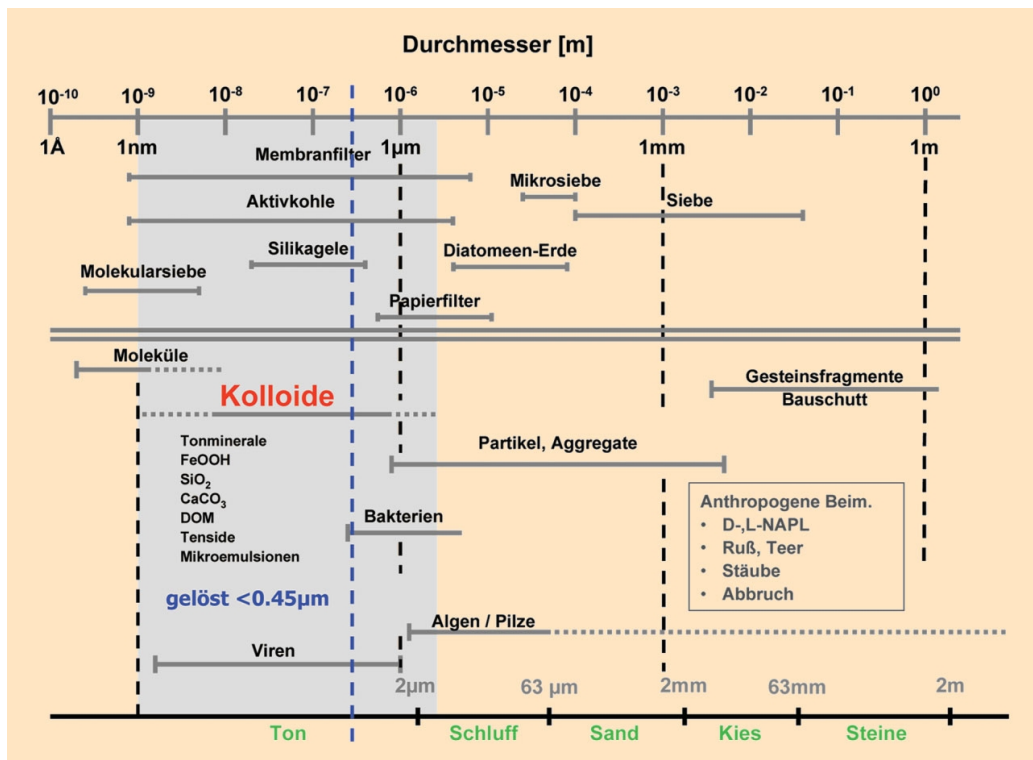 Durchmesser [m]
10⁻¹⁰ 10⁻⁹ 10⁻⁸ 10⁻⁷ 10⁻⁶ 10⁻⁵ 10⁻⁴ 10⁻³ 10⁻² 10⁻¹ 10⁰
1Å 1nm 1µm 1mm 1m
Membranfilter
Mikrosiebe
Siebe
Aktivkohle
Silikagele
Diatomeen-Erde
Molekularsiebe
Papierfilter
Moleküle
Kolloide
Gesteinsfragmente
Bauschutt
Tonminerale
FeOOH
SiO₂
CaCO₃
DOM
Tenside
Mikroemulsionen
Partikel, Aggregate
Bakterien
Anthropogene Beim.
• D-,L-NAPL
• Ruß, Teer
• Stäube
• Abbruch
gelöst <0.45µm
Algen / Pilze
Viren
2µm 63 µm 2mm 63mm 2m
Ton Schluff Sand Kies Steine